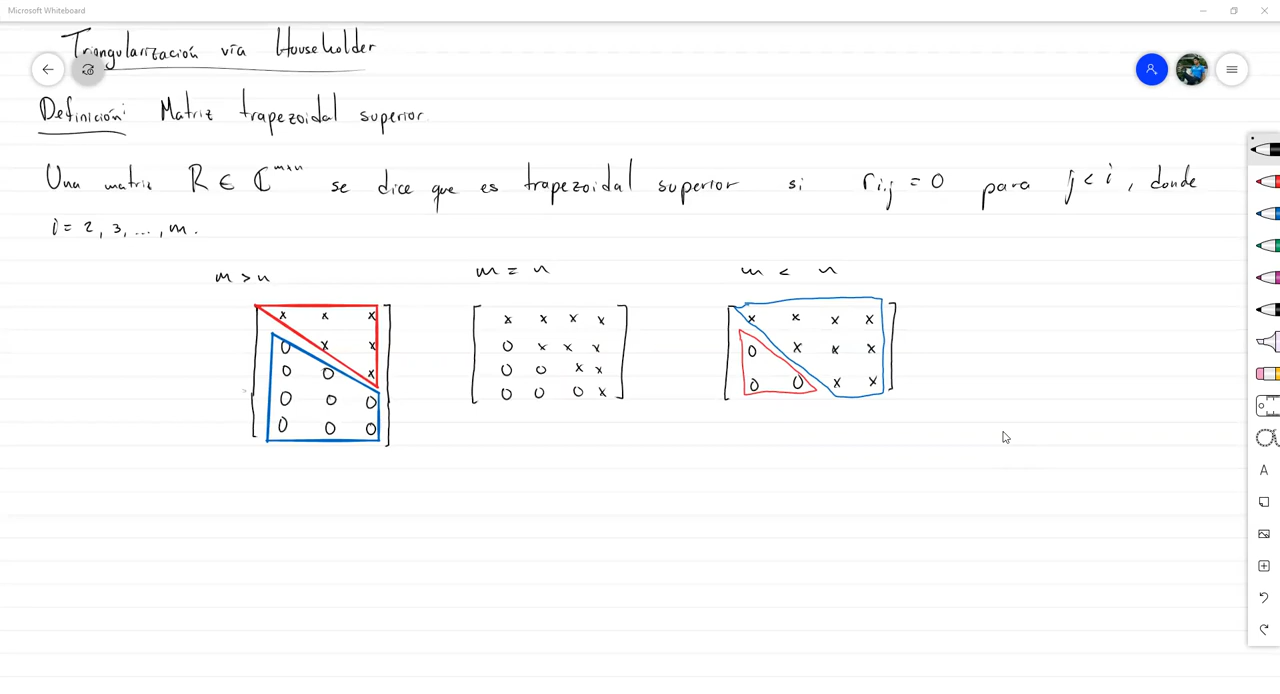 Microsoft Whiteboard
Triangularización vía Householder
Definición: Matriz trapezoidal superior
Una matriz R ∈ ℂ^{m×n} se dice que es trapezoidal superior si r_{i,j} = 0 para j < i, donde
i = 2, 3, ..., m.
m > n m = n m < n
x x x
0 x x
0 0 x
0 0 0
0 0 0
x x x x
0 x x x
0 0 x x
0 0 0 x
x x x x
0 x x x
0 0 x x
A